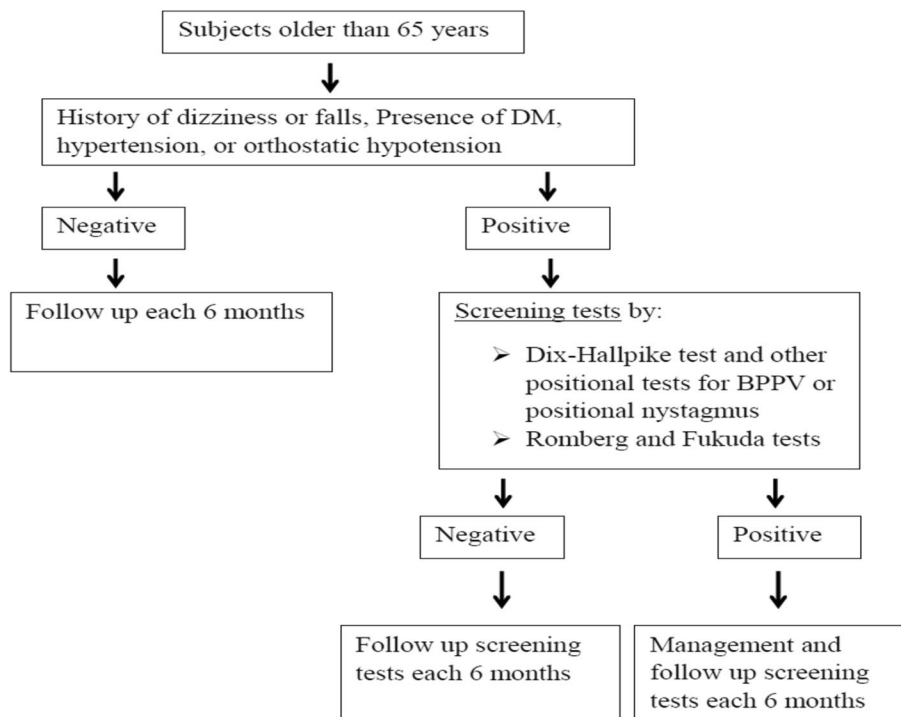 Subjects older than 65 years
History of dizziness or falls, Presence of DM,
hypertension, or orthostatic hypotension
Negative
Positive
Follow up each 6 months
Screening tests by:
➢ Dix-Hallpike test and other
positional tests for BPPV or
positional nystagmus
➢ Romberg and Fukuda tests
Negative
Positive
Follow up screening
tests each 6 months
Management and
follow up screening
tests each 6 months